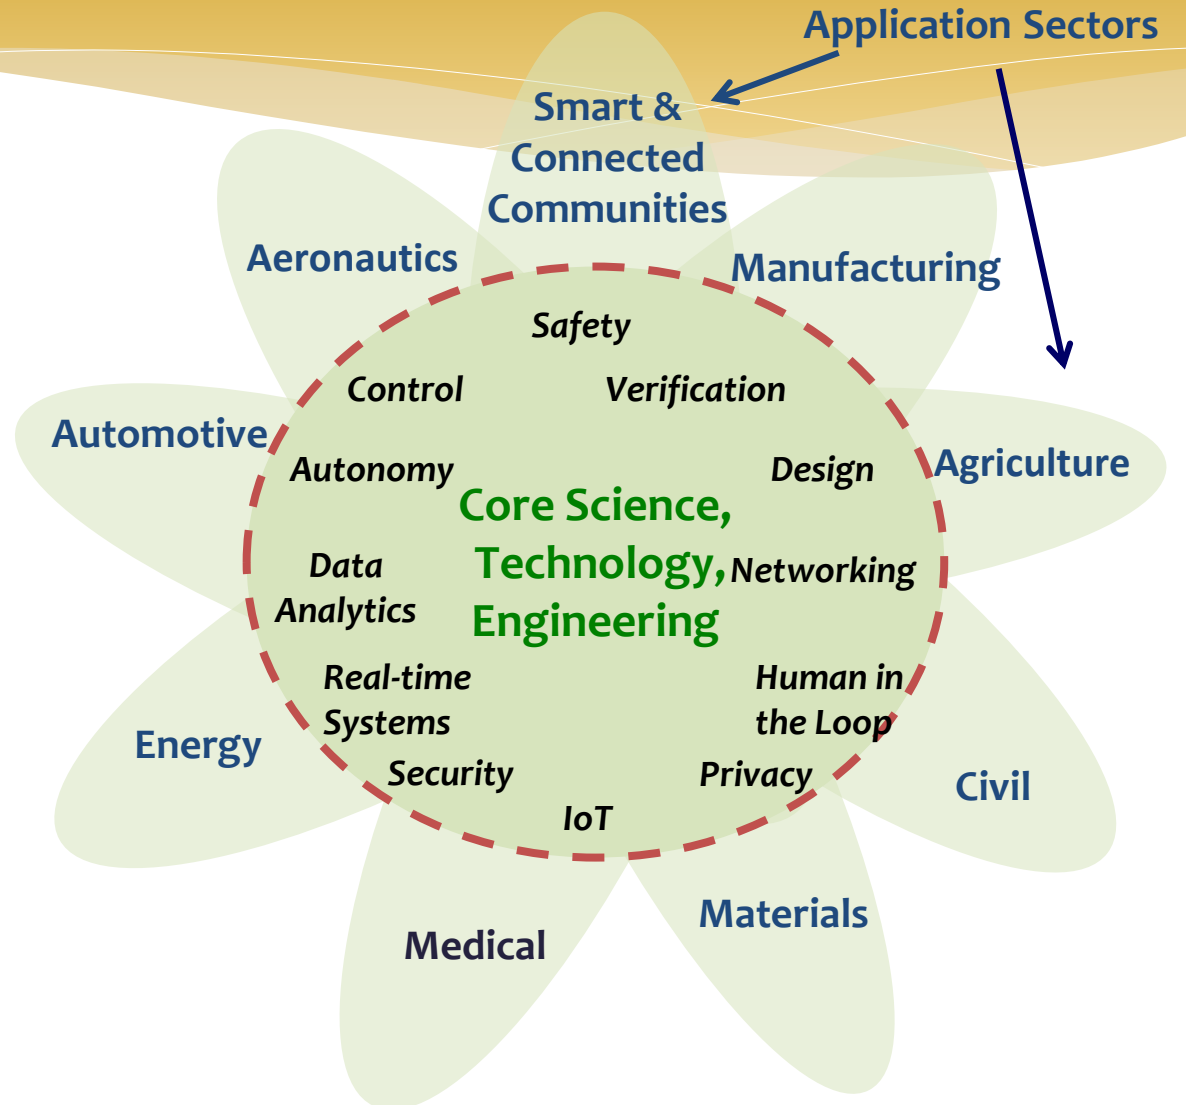 Application Sectors
Smart &
Connected
Communities
Aeronautics
Manufacturing
Safety
Control
Verification
Automotive
Agriculture
Autonomy
Design
Core Science,
Technology,
Engineering
Networking
Data
Analytics
Real-time
Systems
Human in
the Loop
Energy
Security
Privacy
Civil
IoT
Materials
Medical